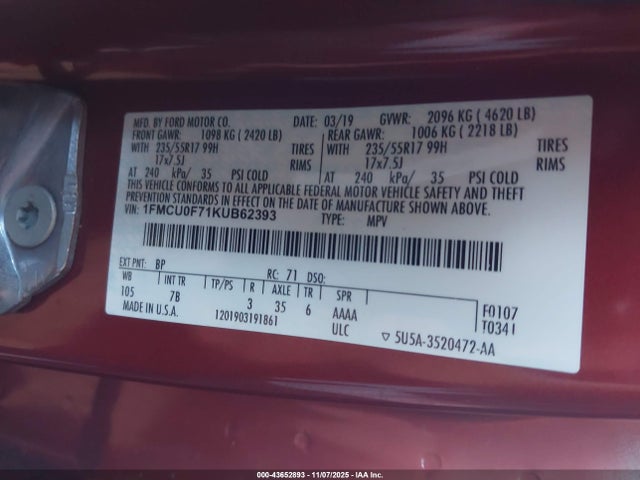 MFD. BY FORD MOTOR CO. DATE: 03/19 GVWR: 2096 KG ( 4620 LB)
FRONT GAWR: 1098 KG ( 2420 LB) REAR GAWR: 1006 KG ( 2218 LB)
WITH 235/55R17 99H TIRES WITH 235/55R17 99H TIRES
17x7.5J RIMS 17x7.5J RIMS
AT 240 kPa/ 35 PSI COLD AT 240 kPa/ 35 PSI COLD
THIS VEHICLE CONFORMS TO ALL APPLICABLE FEDERAL MOTOR VEHICLE SAFETY AND THEFT
PREVENTION STANDARDS IN EFFECT ON THE DATE OF MANUFACTURE SHOWN ABOVE.
VIN: 1FMCU0F71KUB62393 TYPE: MPV
EXT PNT: BP RC: 71 DSO:
WB INT TR TP/PS R AXLE TR SPR
105 7B 3 35 6 AAAA F0107
MADE IN U.S.A. 1201903191861 ULC T0341
▽ 5U5A-3520472-AA
000-43652893 - 11/07/2025 - IAA Inc.